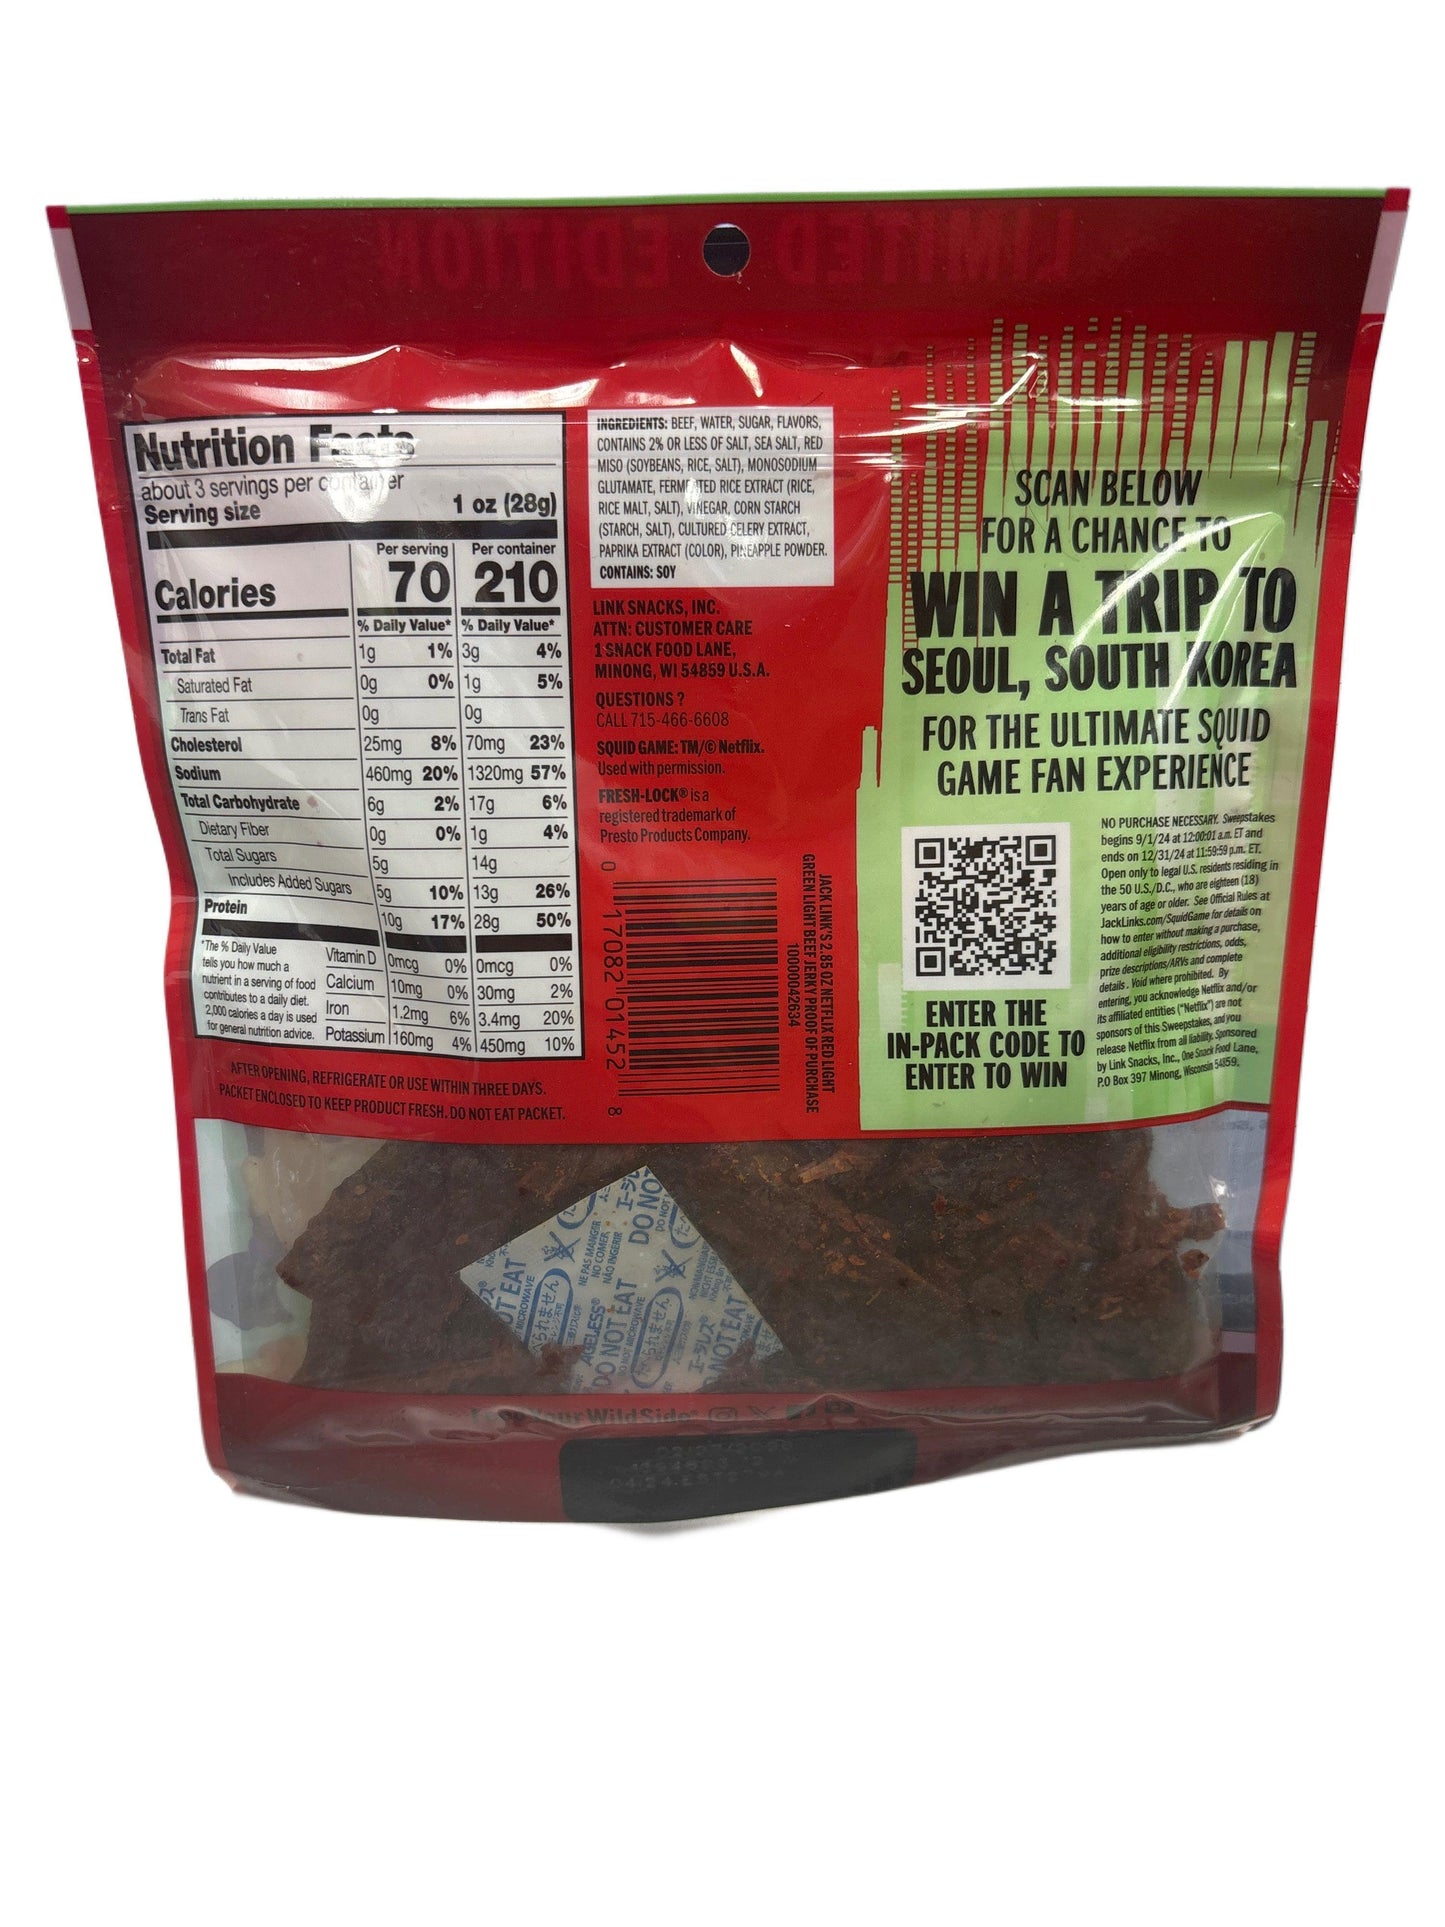 LIMITED EDITION
Nutrition Facts
about 3 servings per container
Serving size 1 oz (28g)
Per serving Per container
Calories 70 210
% Daily Value* % Daily Value*
Total Fat 1g 1% 3g 4%
Saturated Fat 0g 0% 1g 5%
Trans Fat 0g 0g
Cholesterol 25mg 8% 70mg 23%
Sodium 460mg 20% 1320mg 57%
Total Carbohydrate 6g 2% 17g 6%
Dietary Fiber 0g 0% 1g 4%
Total Sugars 5g 14g
Includes Added Sugars 5g 10% 13g 26%
Protein 10g 17% 28g 50%
Vitamin D 0mcg 0% 0mcg 0%
Calcium 10mg 0% 30mg 2%
Iron 1.2mg 6% 3.4mg 20%
Potassium 160mg 4% 450mg 10%
*The % Daily Value
tells you how much a
nutrient in a serving of food
contributes to a daily diet.
2,000 calories a day is used
for general nutrition advice.
AFTER OPENING, REFRIGERATE OR USE WITHIN THREE DAYS.
PACKET ENCLOSED TO KEEP PRODUCT FRESH. DO NOT EAT PACKET.
INGREDIENTS: BEEF, WATER, SUGAR, FLAVORS,
CONTAINS 2% OR LESS OF SALT, SEA SALT, RED
MISO (SOYBEANS, RICE, SALT), MONOSODIUM
GLUTAMATE, FERMENTED RICE EXTRACT (RICE,
RICE MALT, SALT), VINEGAR, CORN STARCH
(STARCH, SALT), CULTURED CELERY EXTRACT,
PAPRIKA EXTRACT (COLOR), PINEAPPLE POWDER.
CONTAINS: SOY
LINK SNACKS, INC.
ATTN: CUSTOMER CARE
1 SNACK FOOD LANE,
MINONG, WI 54859 U.S.A.
QUESTIONS ?
CALL 715-466-6608
SQUID GAME: TM/© Netflix.
Used with permission.
FRESH-LOCK® is a
registered trademark of
Presto Products Company.
0 17082 01452 8
JACK LINK'S 2.85 OZ NETFLIX RED LIGHT
GREEN LIGHT BEEF JERKY PROOF OF PURCHASE
10000042634
SCAN BELOW
FOR A CHANCE TO
WIN A TRIP TO
SEOUL, SOUTH KOREA
FOR THE ULTIMATE SQUID
GAME FAN EXPERIENCE
ENTER THE
IN-PACK CODE TO
ENTER TO WIN
NO PURCHASE NECESSARY. Sweepstakes
begins 9/1/24 at 12:00:01 a.m. ET and
ends on 12/31/24 at 11:59:59 p.m. ET.
Open only to legal U.S. residents residing in
the 50 U.S./D.C., who are eighteen (18)
years of age or older. See Official Rules at
JackLinks.com/SquidGame for details on
how to enter without making a purchase,
additional eligibility restrictions, odds,
prize descriptions/ARVs and complete
details. Void where prohibited. By
entering, you acknowledge Netflix and/or
its affiliated entities ("Netflix") are not
sponsors of this Sweepstakes, and you
release Netflix from all liability. Sponsored
by Link Snacks, Inc., One Snack Food Lane,
P.O Box 397 Minong, Wisconsin 54859.
AGELESS®
DO NOT EAT
DO NOT MICROWAVE
NE PAS MANGER
NO COMER
NÃO INGERIR
エージレス®
DO NOT EAT
WildSide